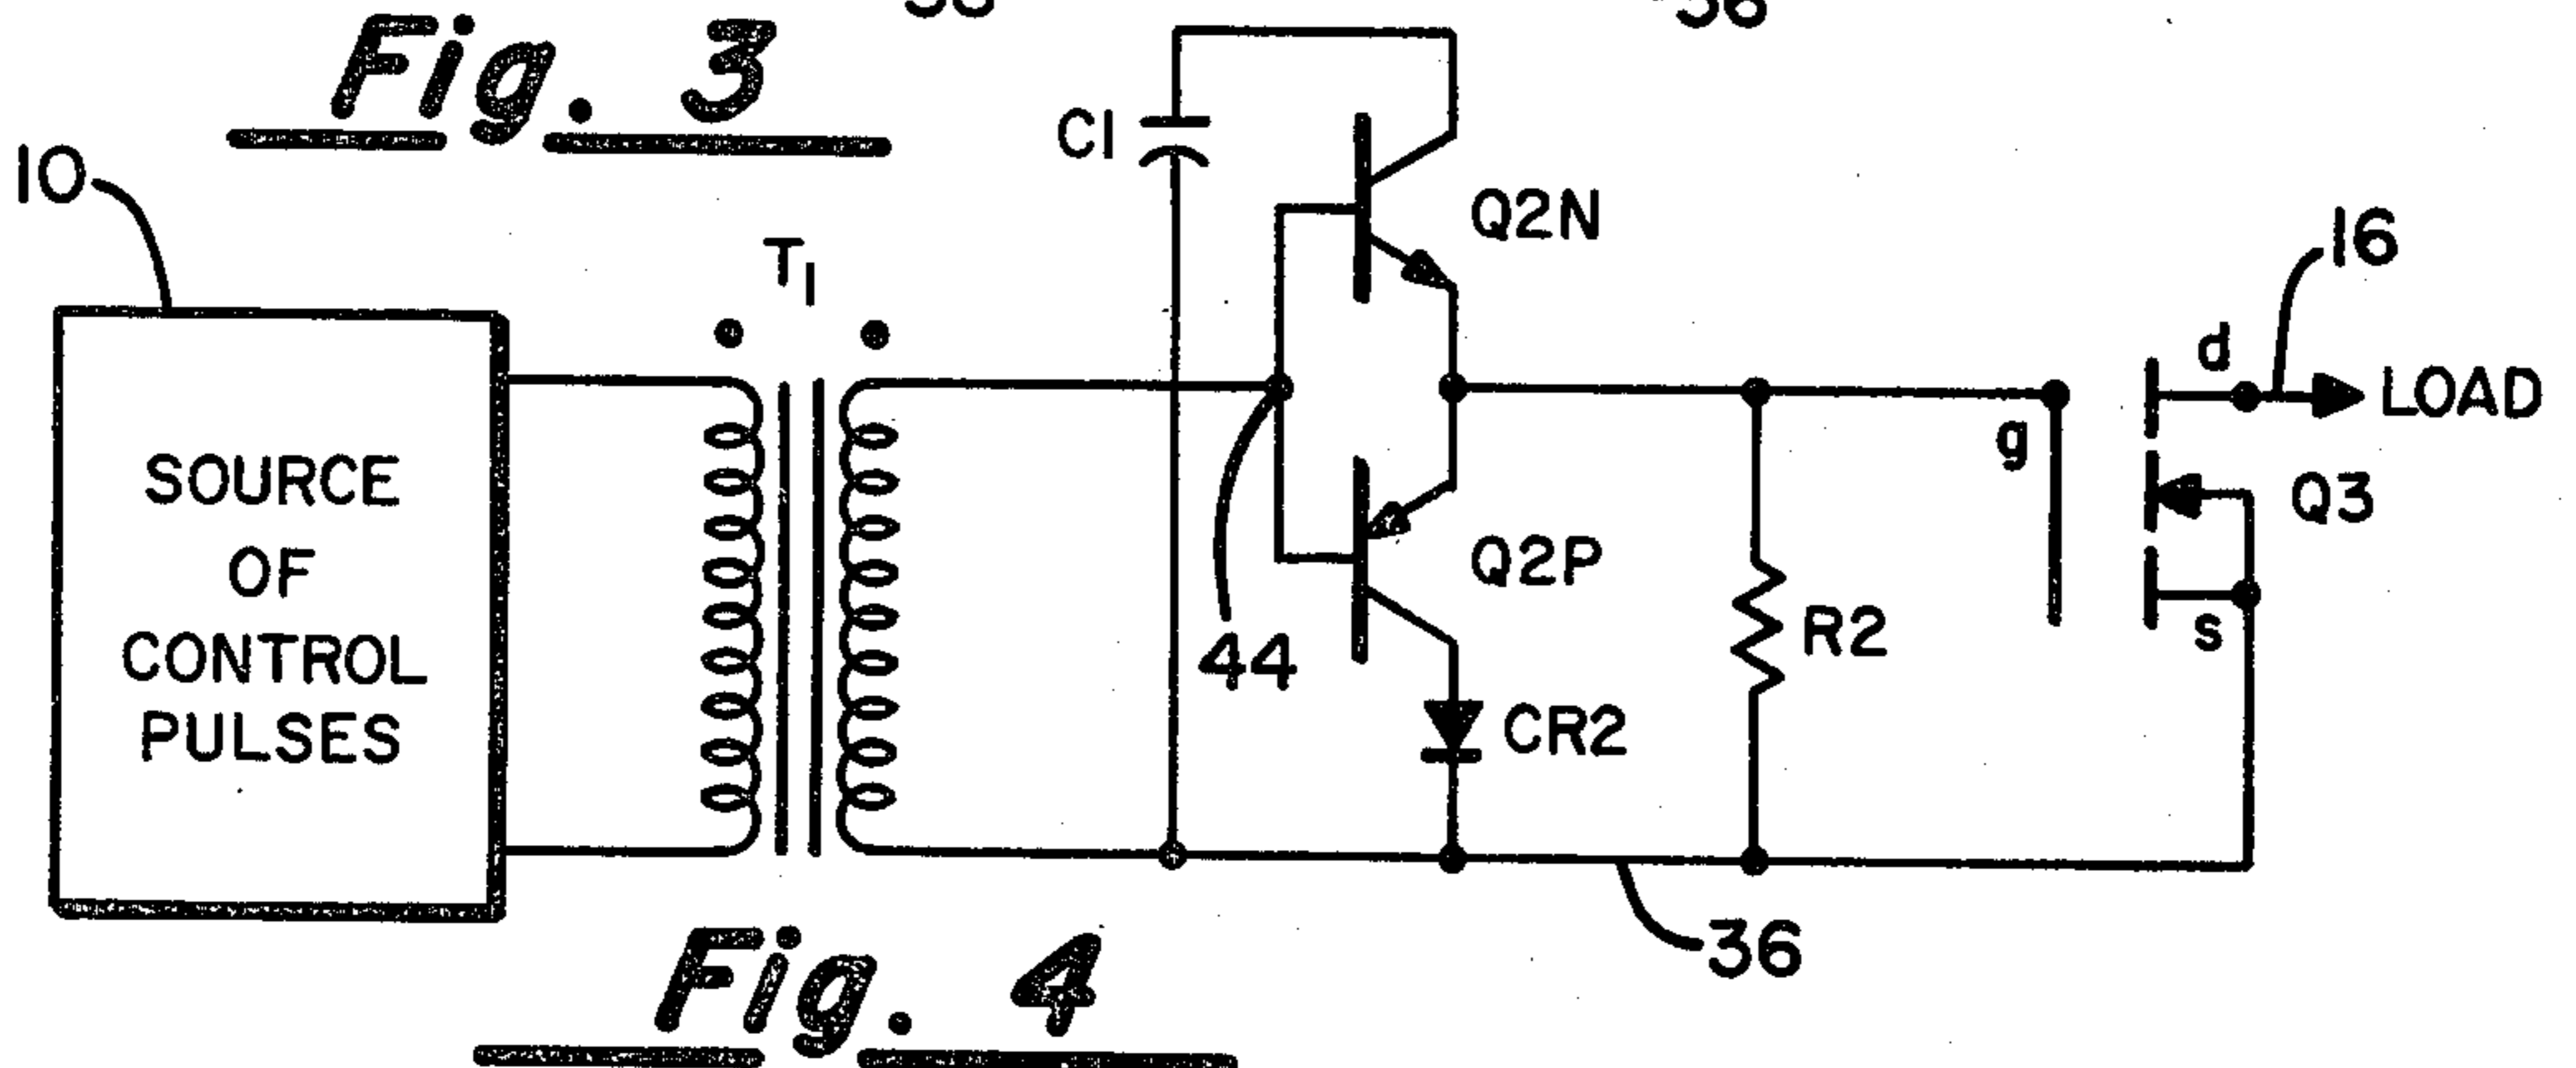 Fig. 3
36
10
T1
C1
Q2N
16
d
LOAD
g
Q3
SOURCE
OF
CONTROL
PULSES
Q2P
s
44
R2
CR2
36
Fig. 4